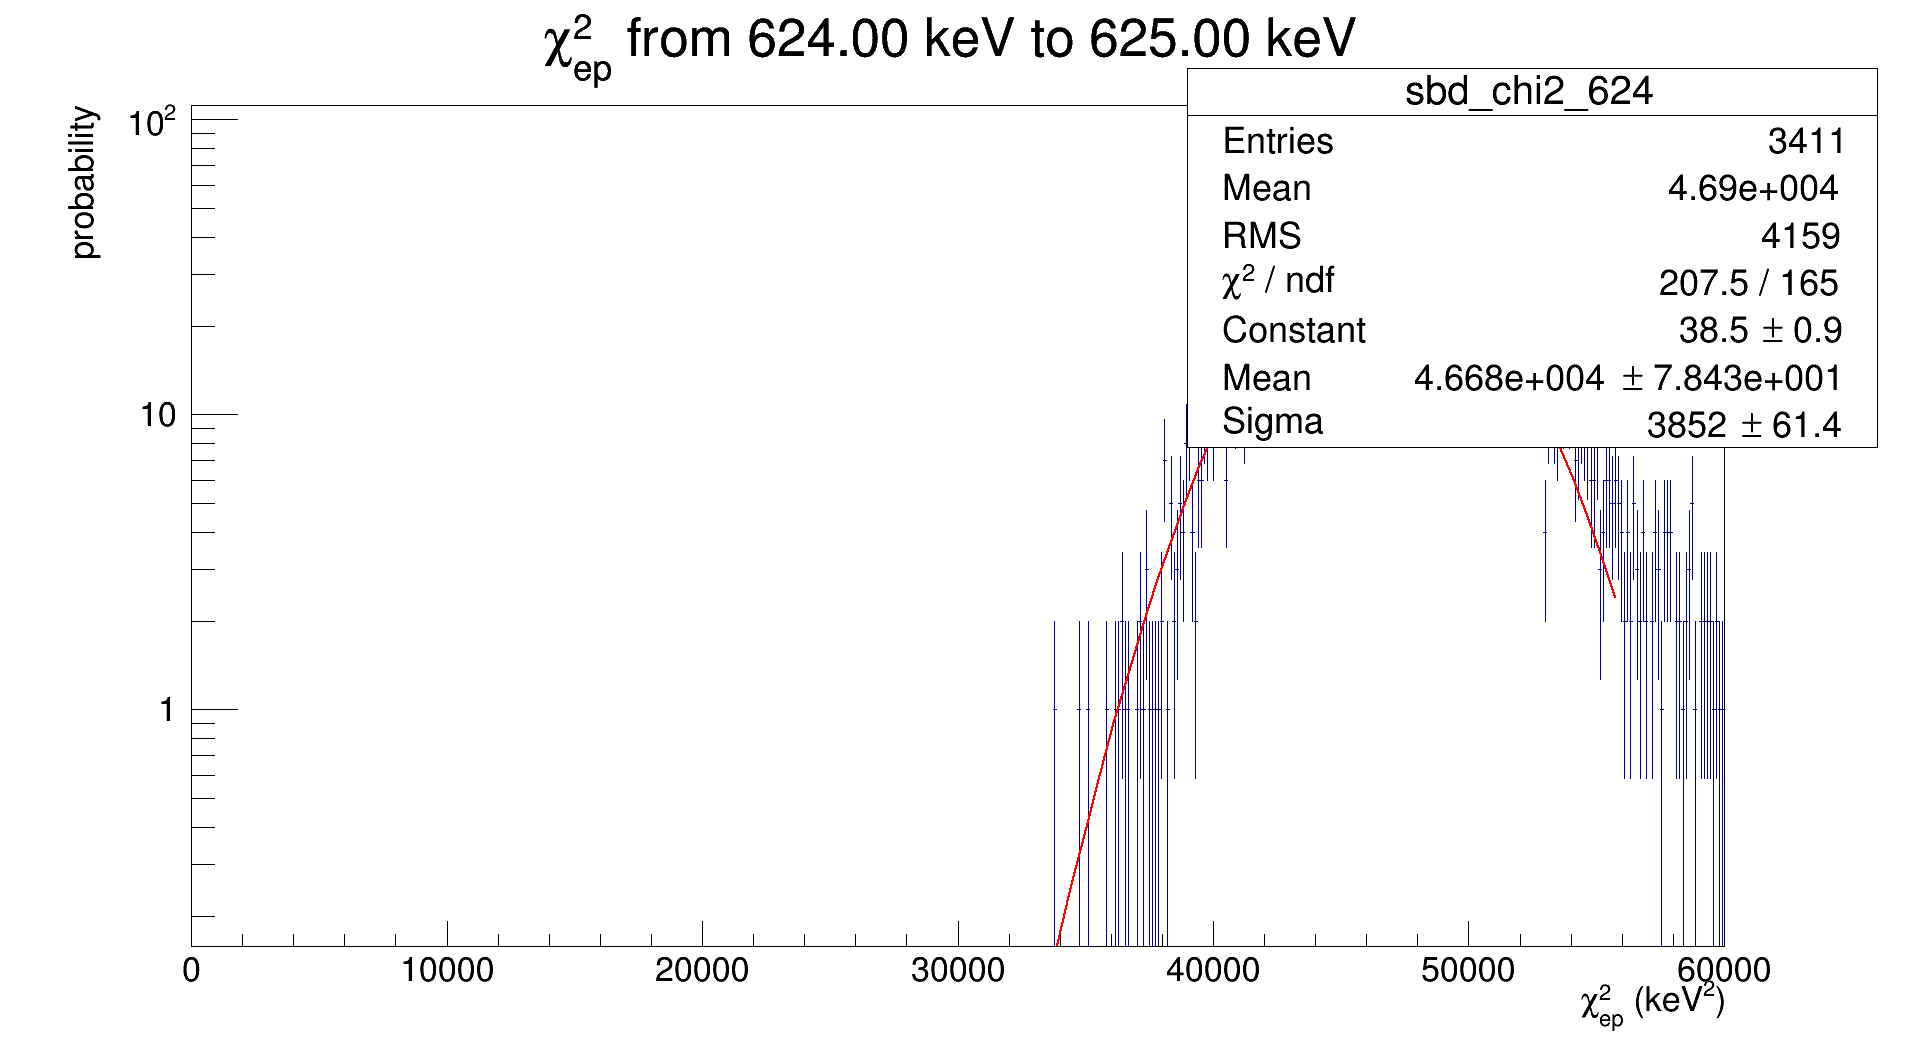 χ²ep from 624.00 keV to 625.00 keV
sbd_chi2_624
Entries 3411
Mean 4.69e+004
RMS 4159
χ² / ndf 207.5 / 165
Constant 38.5 ± 0.9
Mean 4.668e+004 ± 7.843e+001
Sigma 3852 ± 61.4
probability
10²
10
1
0 10000 20000 30000 40000 50000 60000
χ²ep (keV²)